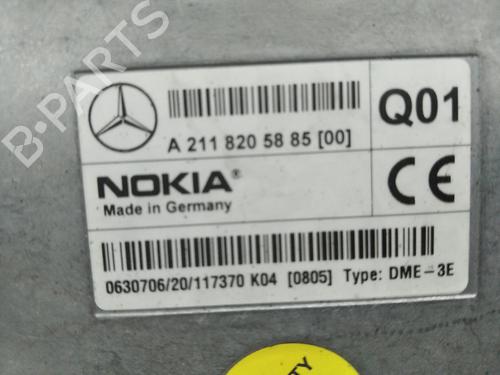 B-PARTS
A 211 820 58 85 [00]
Q01
NOKIA®
Made in Germany
CE
0630706/20/117370 K04 [0805] Type: DME-3E